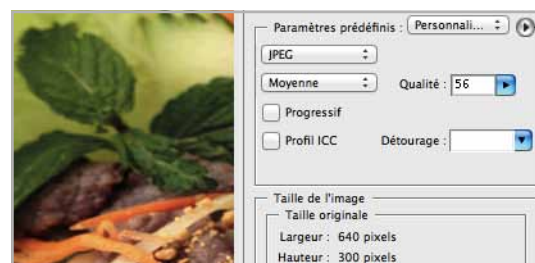 Paramètres prédéfinis : Personnali...
JPEG
Moyenne Qualité : 56
Progressif
Profil ICC Détourage :
Taille de l'image
Taille originale
Largeur : 640 pixels
Hauteur : 300 pixels